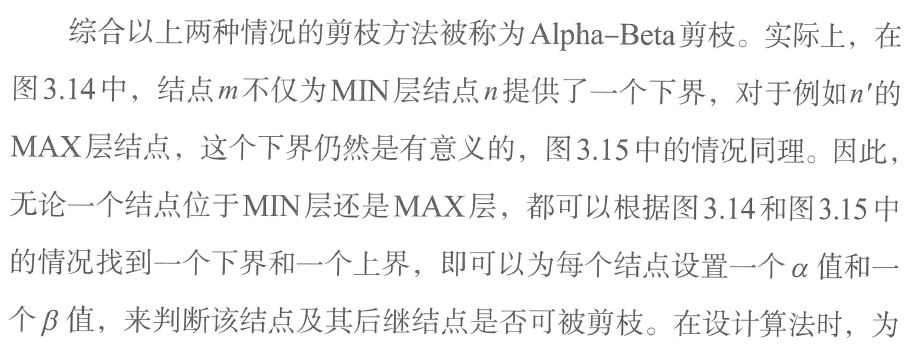 综合以上两种情况的剪枝方法被称为Alpha–Beta剪枝。实际上，在
图3.14中，结点m不仅为MIN层结点n提供了一个下界，对于例如n′的
MAX层结点，这个下界仍然是有意义的，图3.15中的情况同理。因此，
无论一个结点位于MIN层还是MAX层，都可以根据图3.14和图3.15中
的情况找到一个下界和一个上界，即可以为每个结点设置一个α值和一
个β值，来判断该结点及其后继结点是否可被剪枝。在设计算法时，为